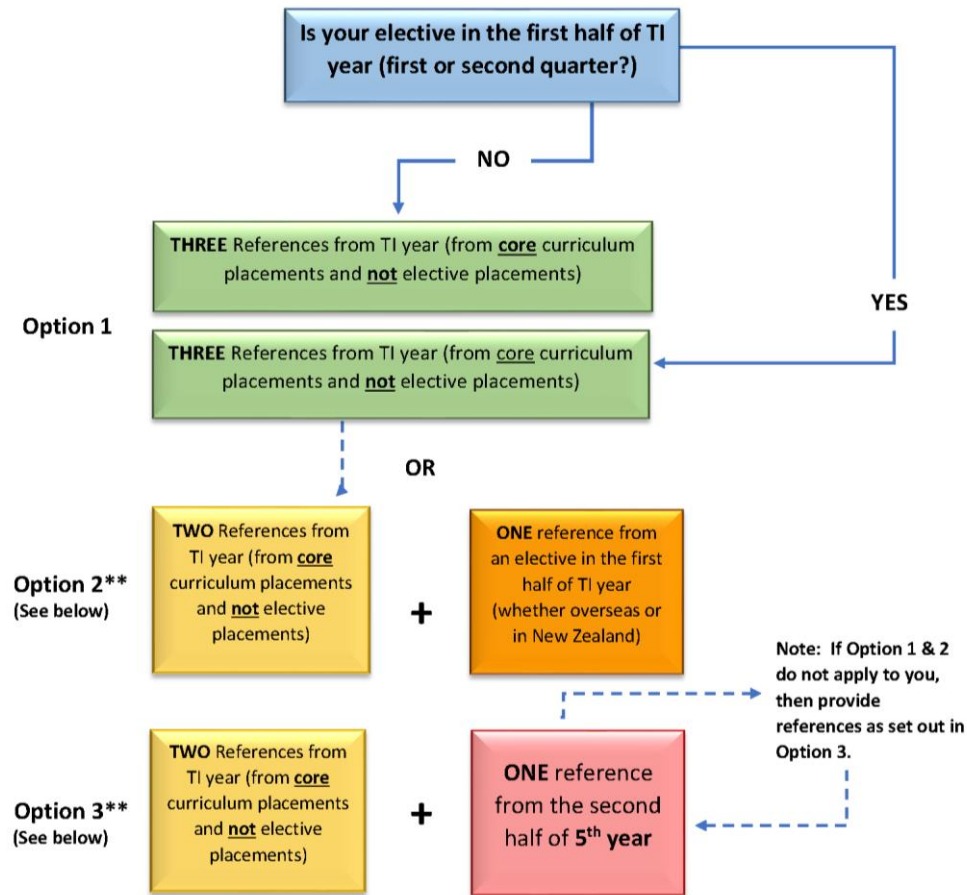 Is your elective in the first half of TI
year (first or second quarter?)
NO
THREE References from TI year (from core curriculum
placements and not elective placements)
YES
Option 1
THREE References from TI year (from core curriculum
placements and not elective placements)
OR
Option 2**
(See below)
TWO References from
TI year (from core
curriculum placements
and not elective
placements)
+
ONE reference from
an elective in the first
half of TI year
(whether overseas or
in New Zealand)
Note: If Option 1 & 2
do not apply to you,
then provide
references as set out in
Option 3.
Option 3**
(See below)
TWO References from
TI year (from core
curriculum placements
and not elective
placements)
+
ONE reference
from the second
half of 5th year